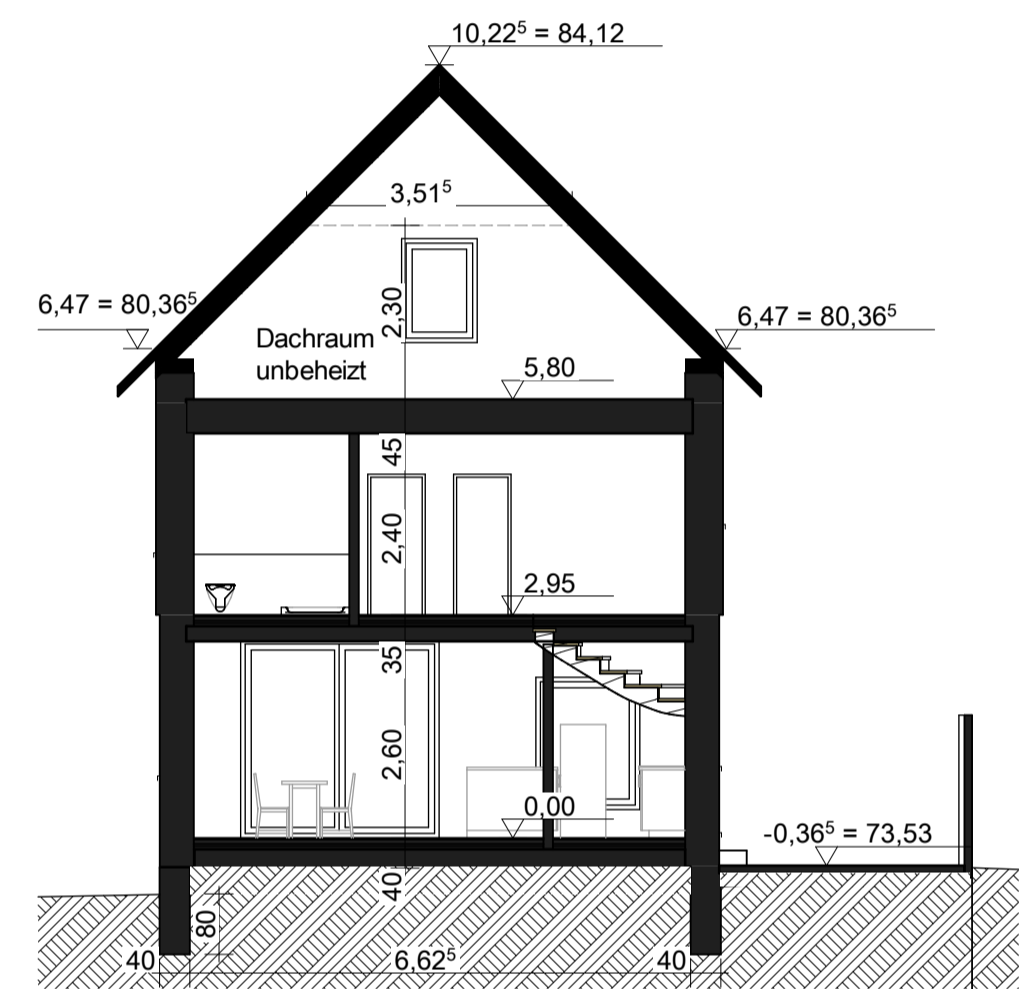 10,22⁵ = 84,12
3,51⁵
6,47 = 80,36⁵
6,47 = 80,36⁵
2,30
Dachraum
unbeheizt
5,80
45
2,40
2,95
35
2,60
0,00
-0,36⁵ = 73,53
40
80
40
6,62⁵
40